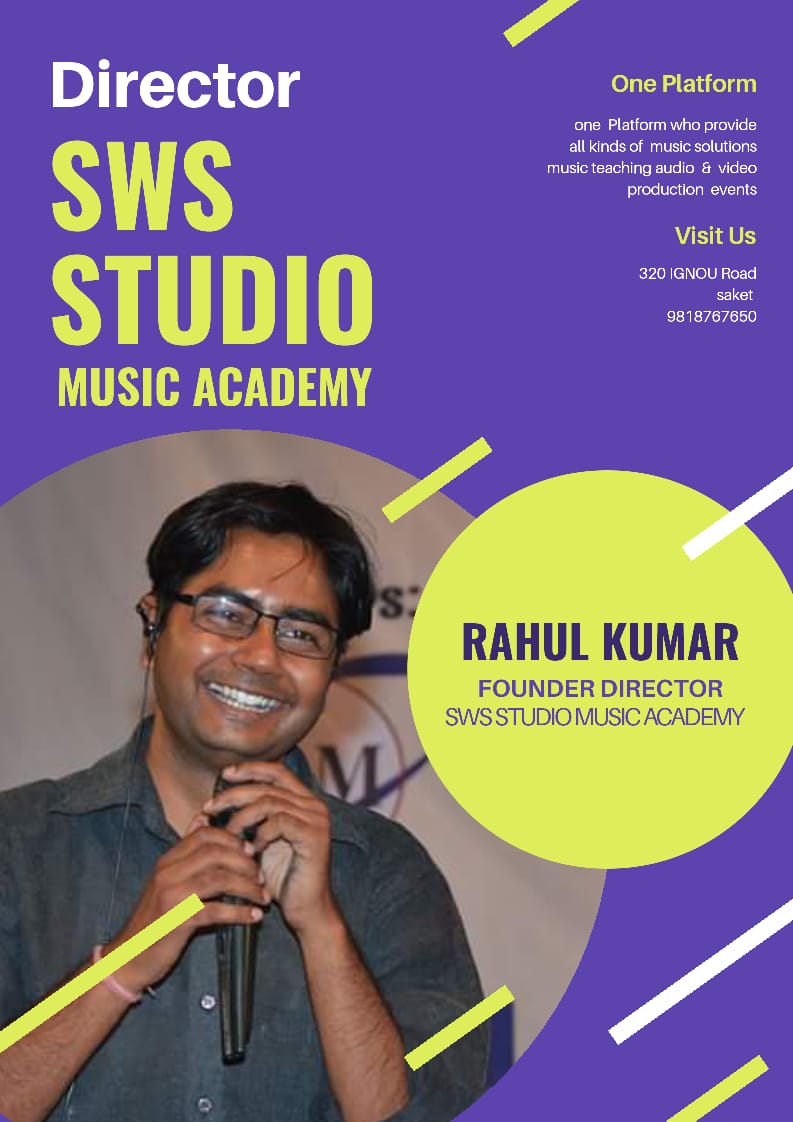 Director
SWS
STUDIO
MUSIC ACADEMY
One Platform
one Platform who provide
all kinds of music solutions
music teaching audio & video
production events
Visit Us
320 IGNOU Road
saket
9818767650
s:
M
RAHUL KUMAR
FOUNDER DIRECTOR
SWS STUDIO MUSIC ACADEMY